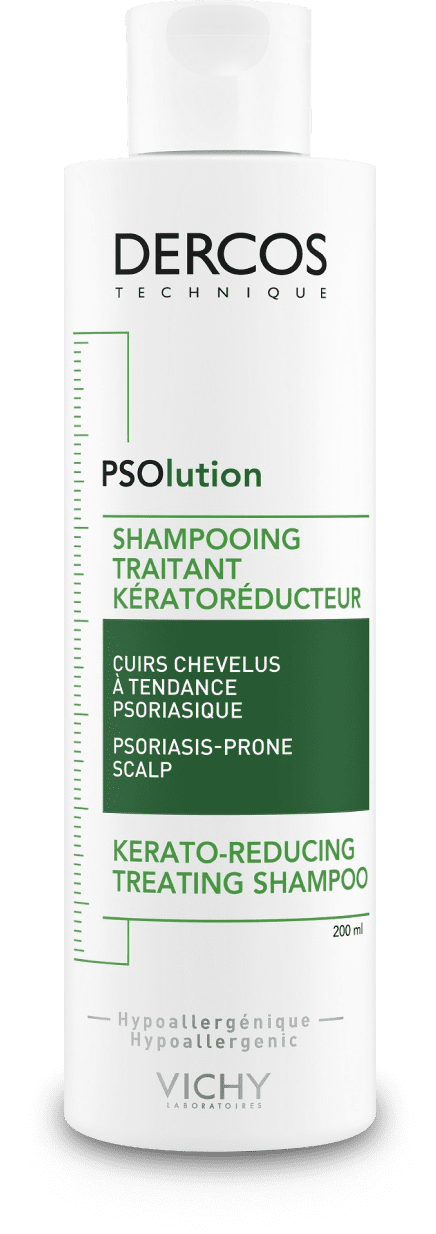 DERCOS
TECHNIQUE
PSOlution
SHAMPOOING
TRAITANT
KÉRATORÉDUCTEUR
CUIRS CHEVELUS
À TENDANCE
PSORIASIQUE
PSORIASIS-PRONE
SCALP
KERATO-REDUCING
TREATING SHAMPOO
200 ml
Hypoallergénique
Hypoallergenic
VICHY
LABORATOIRES